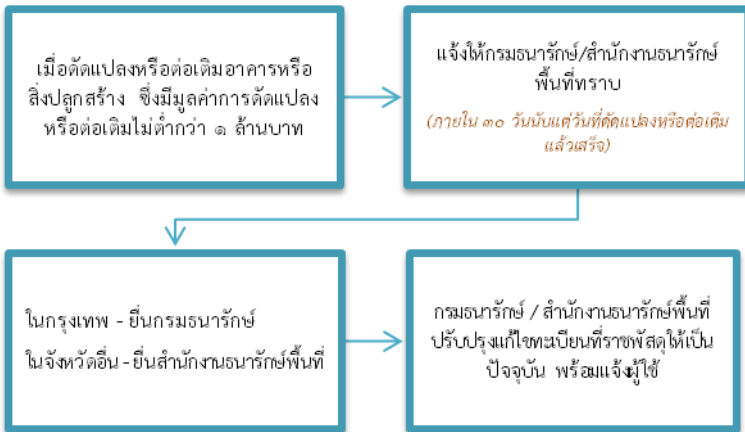 เมื่อดัดแปลงหรือต่อเติมอาคารหรือ
สิ่งปลูกสร้าง ซึ่งมีมูลค่าการดัดแปลง
หรือต่อเติมไม่ต่ำกว่า ๑ ล้านบาท
แจ้งให้กรมธนารักษ์/สำนักงานธนารักษ์
พื้นที่ทราบ
(ภายใน ๓๐ วันนับแต่วันที่ดัดแปลงหรือต่อเติม
แล้วเสร็จ)
ในกรุงเทพ - ยื่นกรมธนารักษ์
ในจังหวัดอื่น - ยื่นสำนักงานธนารักษ์พื้นที่
กรมธนารักษ์ / สำนักงานธนารักษ์พื้นที่
ปรับปรุงแก้ไขทะเบียนที่ราชพัสดุให้เป็น
ปัจจุบัน พร้อมแจ้งผู้ใช้